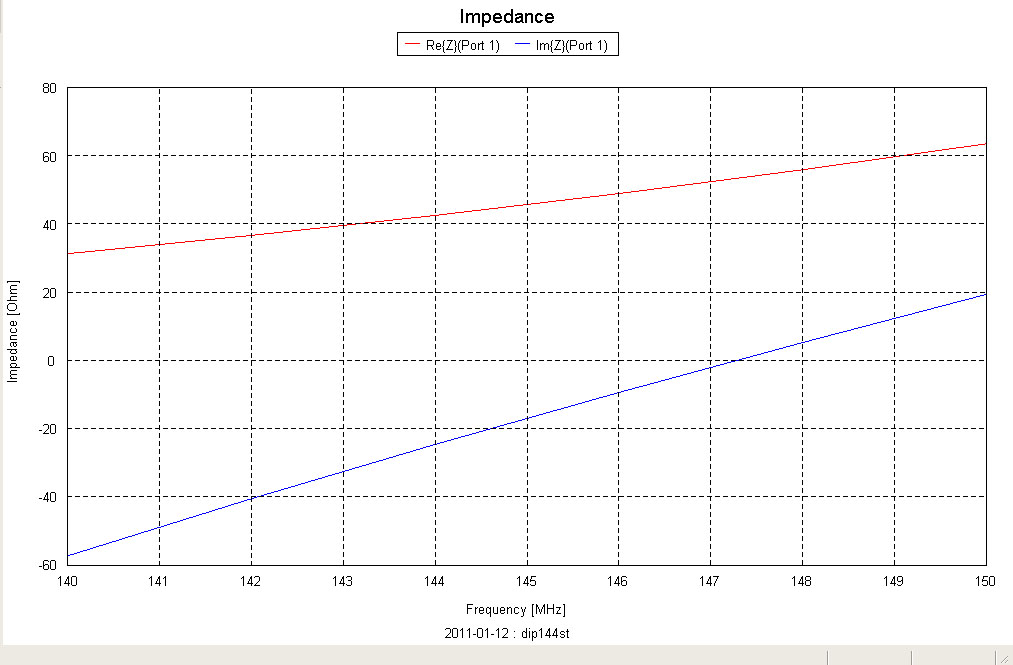 Impedance
Re{Z}(Port 1) Im{Z}(Port 1)
80
60
40
20
0
-20
-40
-60
Impedance [Ohm]
140 141 142 143 144 145 146 147 148 149 150
Frequency [MHz]
2011-01-12 : dip144st